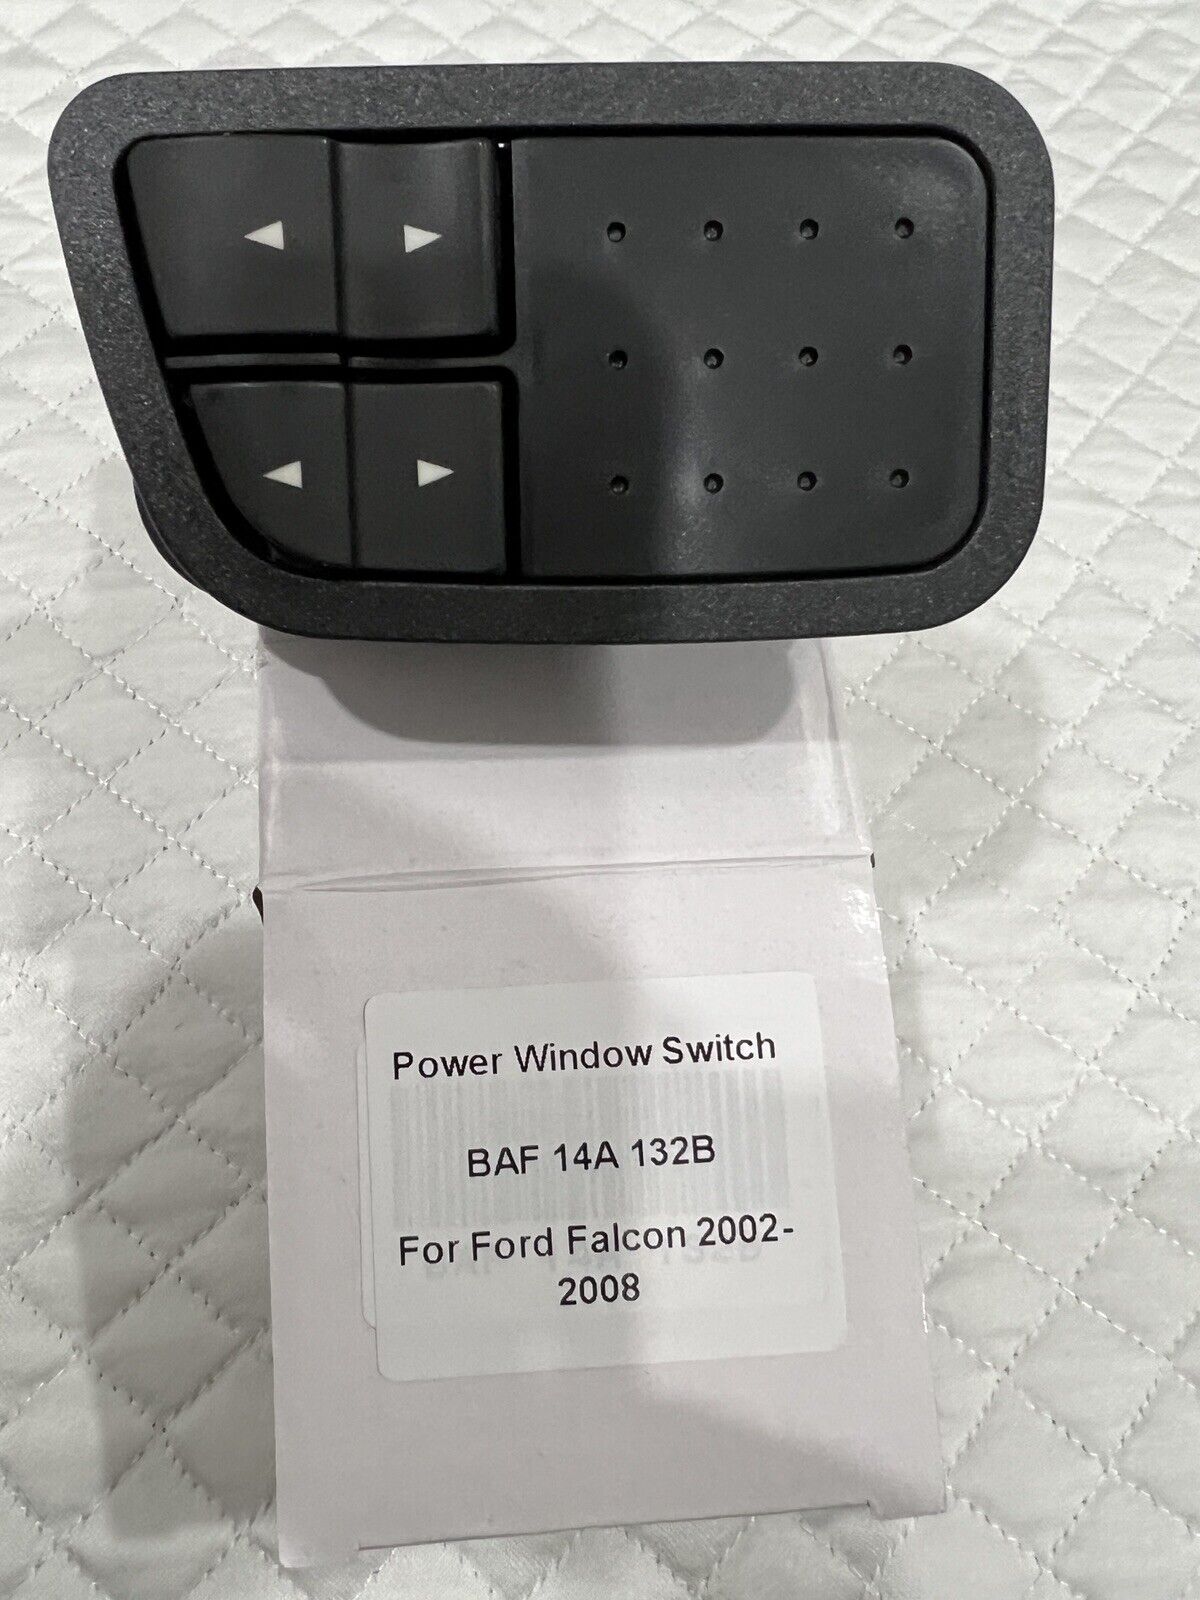 Power Window Switch
BAF 14A 132B
For Ford Falcon 2002-
2008